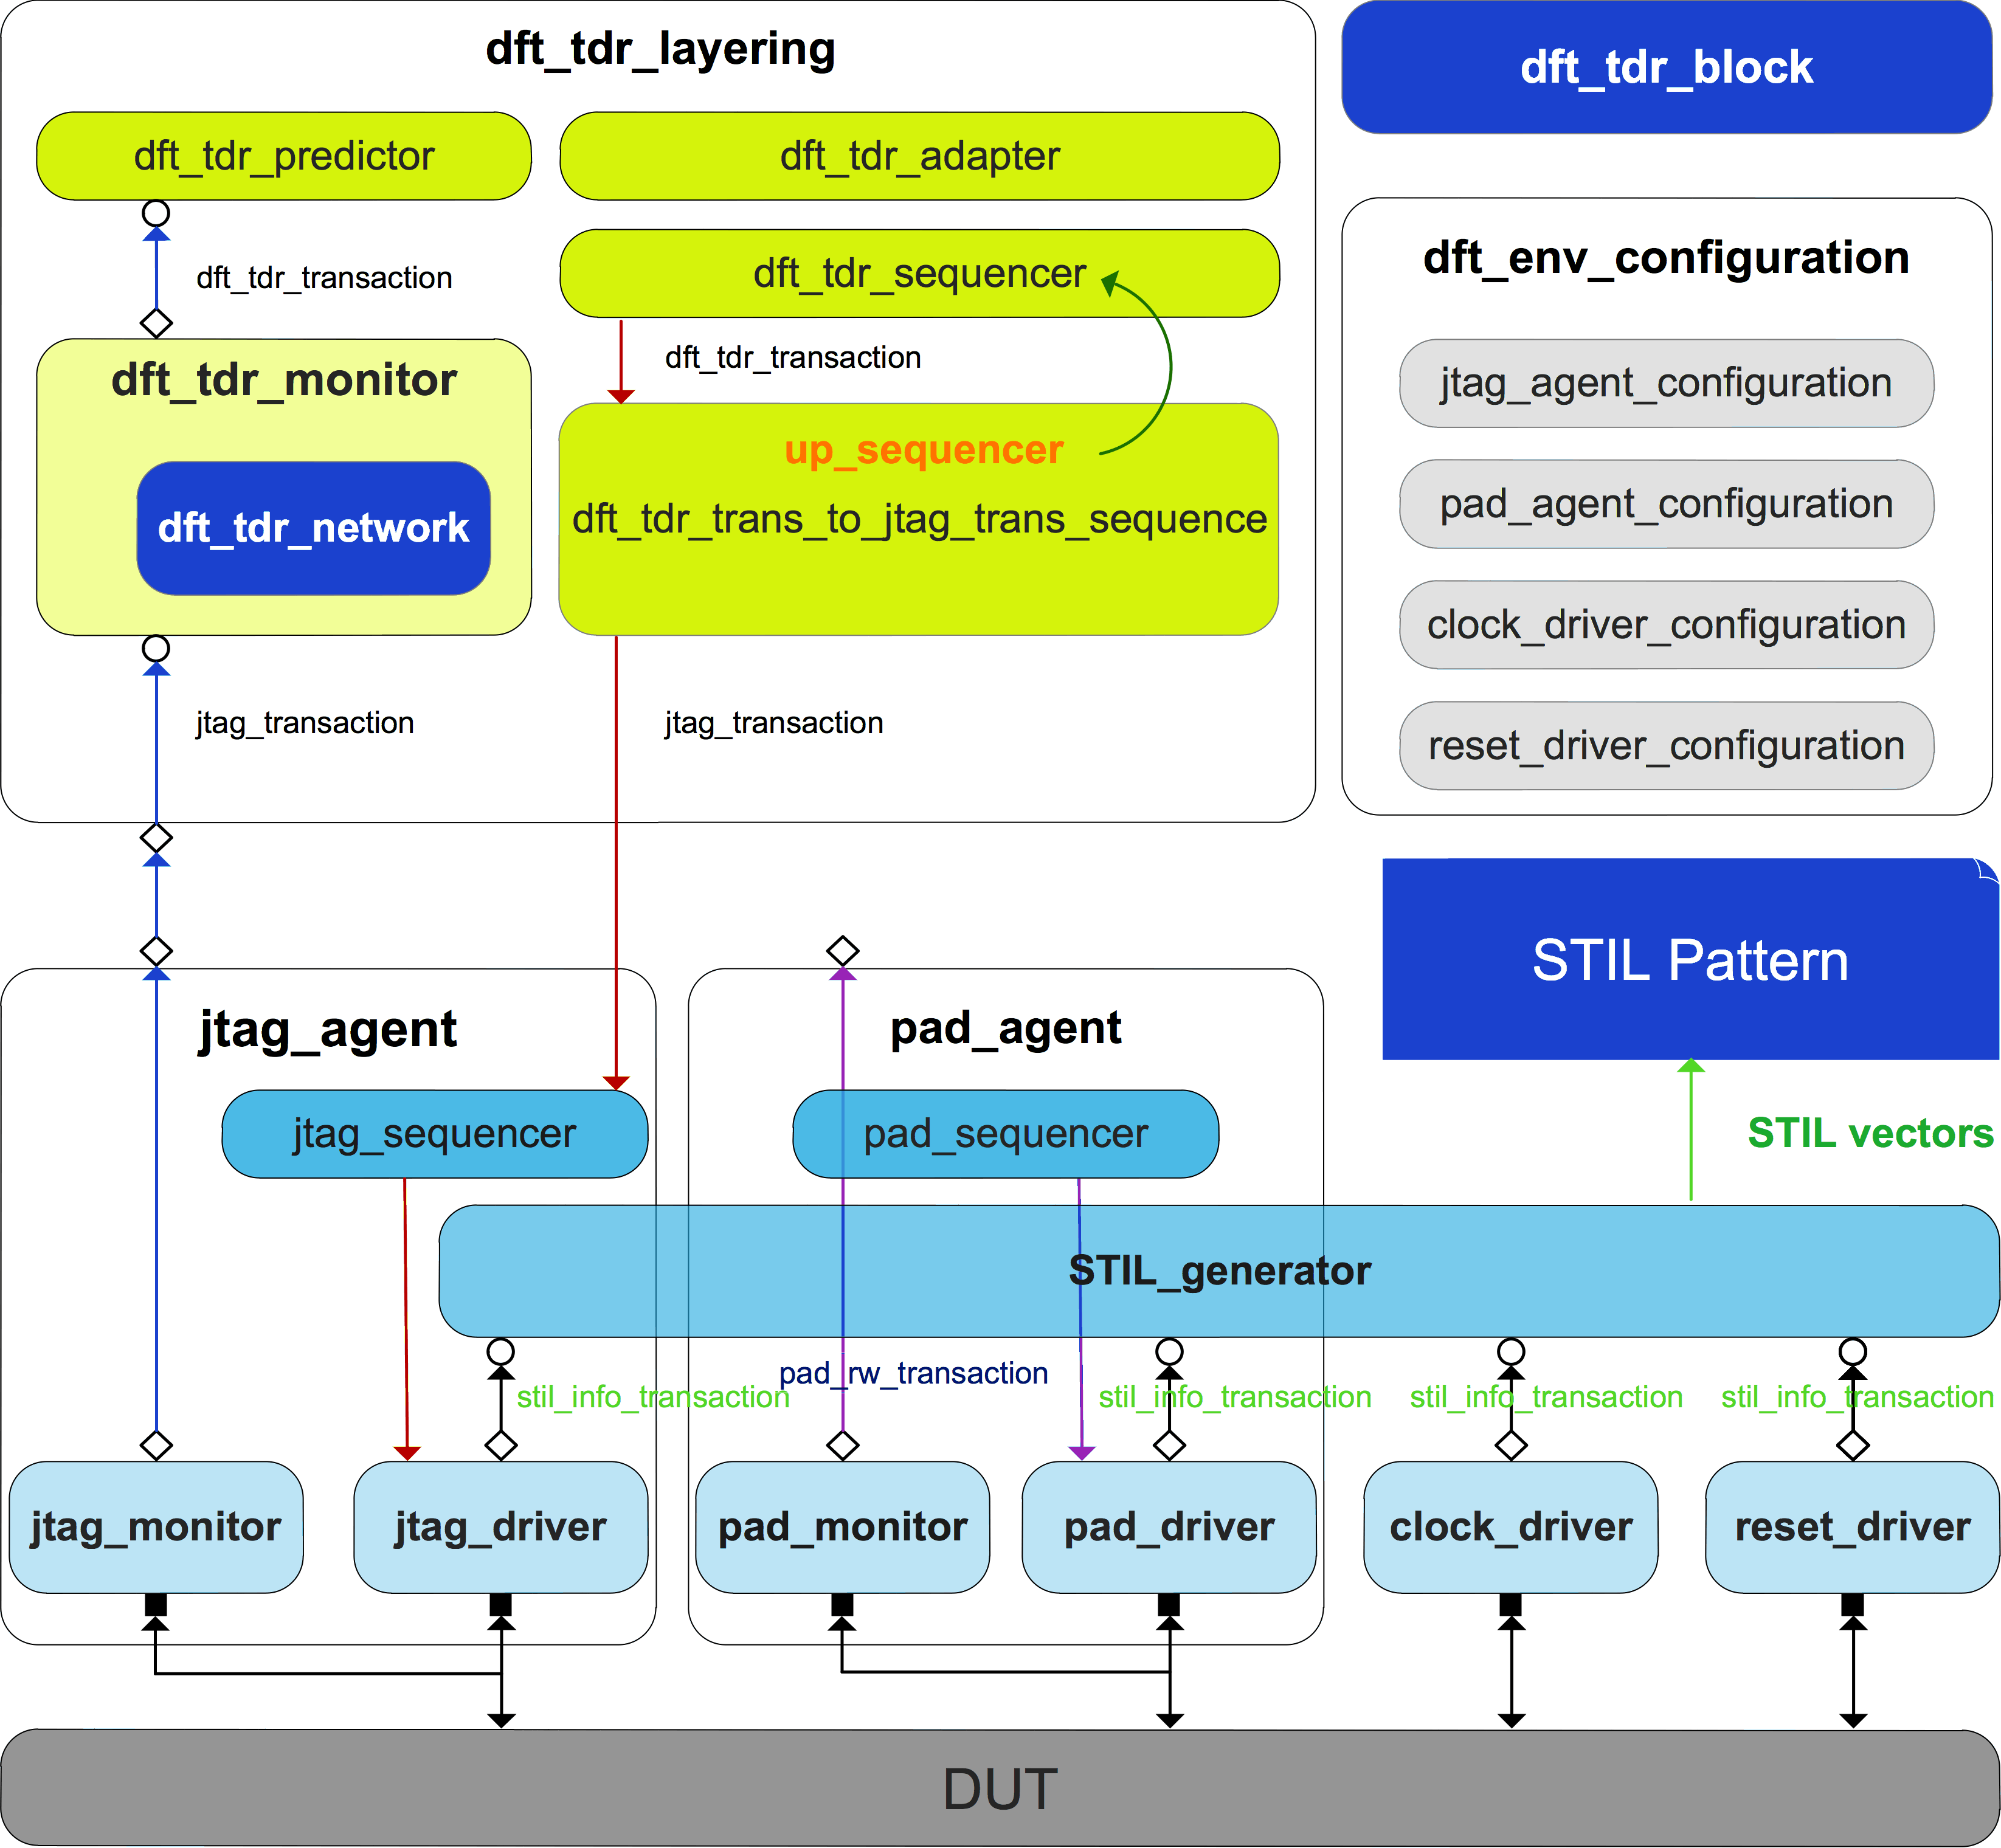 dft_tdr_layering
dft_tdr_block
dft_tdr_predictor
dft_tdr_adapter
dft_tdr_transaction
dft_tdr_sequencer
dft_env_configuration
dft_tdr_transaction
dft_tdr_monitor
jtag_agent_configuration
up_sequencer
dft_tdr_network
dft_tdr_trans_to_jtag_trans_sequence
pad_agent_configuration
clock_driver_configuration
jtag_transaction
jtag_transaction
reset_driver_configuration
STIL Pattern
jtag_agent
pad_agent
jtag_sequencer
pad_sequencer
STIL vectors
STIL_generator
pad_rw_transaction
stil_info_transaction
stil_info_transaction
stil_info_transaction
stil_info_transaction
jtag_monitor
jtag_driver
pad_monitor
pad_driver
clock_driver
reset_driver
DUT